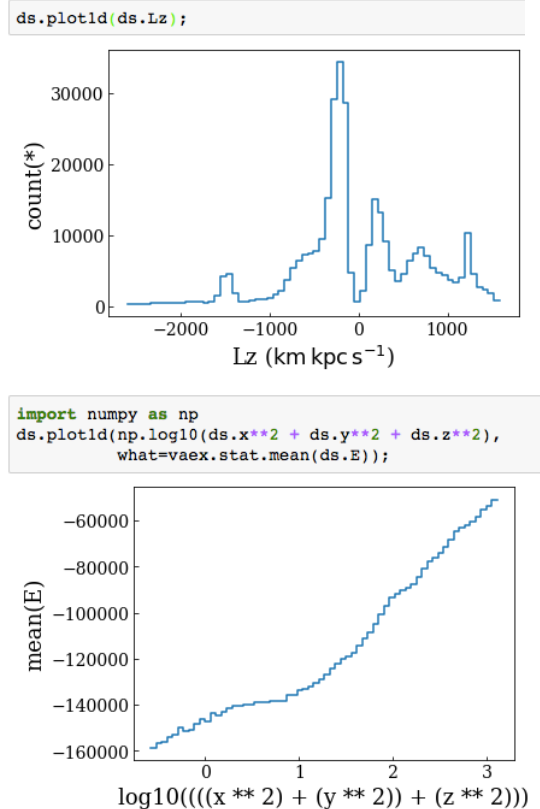 ds.plot1d(ds.Lz);
30000
20000
10000
0
count(*)
−2000 −1000 0 1000
Lz (km kpc s⁻¹)
import numpy as np
ds.plot1d(np.log10(ds.x**2 + ds.y**2 + ds.z**2),
what=vaex.stat.mean(ds.E));
−60000
−80000
−100000
−120000
−140000
−160000
mean(E)
0 1 2 3
log10((((x ** 2) + (y ** 2)) + (z ** 2)))